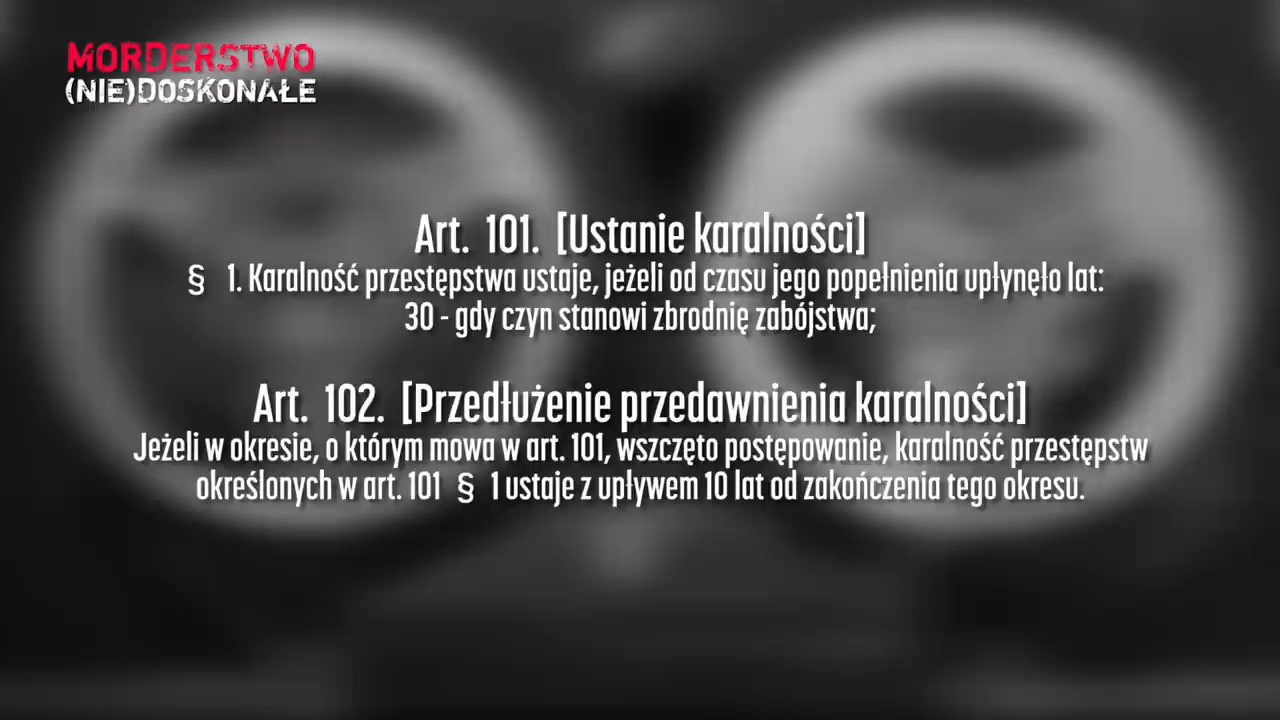 MORDERSTWO
(NIE)DOSKONAŁE
Art. 101. [Ustanie karalności]
§ 1. Karalność przestępstwa ustaje, jeżeli od czasu jego popełnienia upłynęło lat:
30 - gdy czyn stanowi zbrodnię zabójstwa;
Art. 102. [Przedłużenie przedawnienia karalności]
Jeżeli w okresie, o którym mowa w art. 101, wszczęto postępowanie, karalność przestępstw
określonych w art. 101 § 1 ustaje z upływem 10 lat od zakończenia tego okresu.